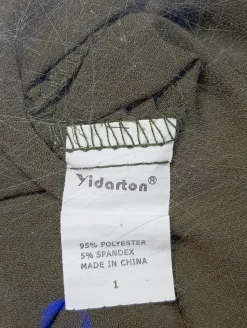 Yidarton®
95% POLYESTER
5% SPANDEX
MADE IN CHINA
1